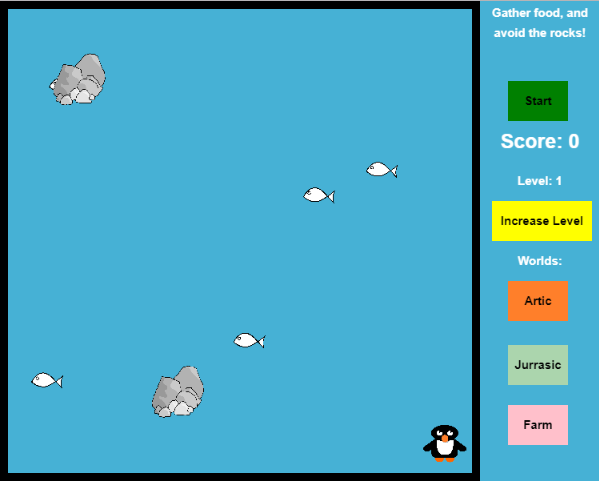 Gather food, and
avoid the rocks!
Start
Score: 0
Level: 1
Increase Level
Worlds:
Artic
Jurrasic
Farm